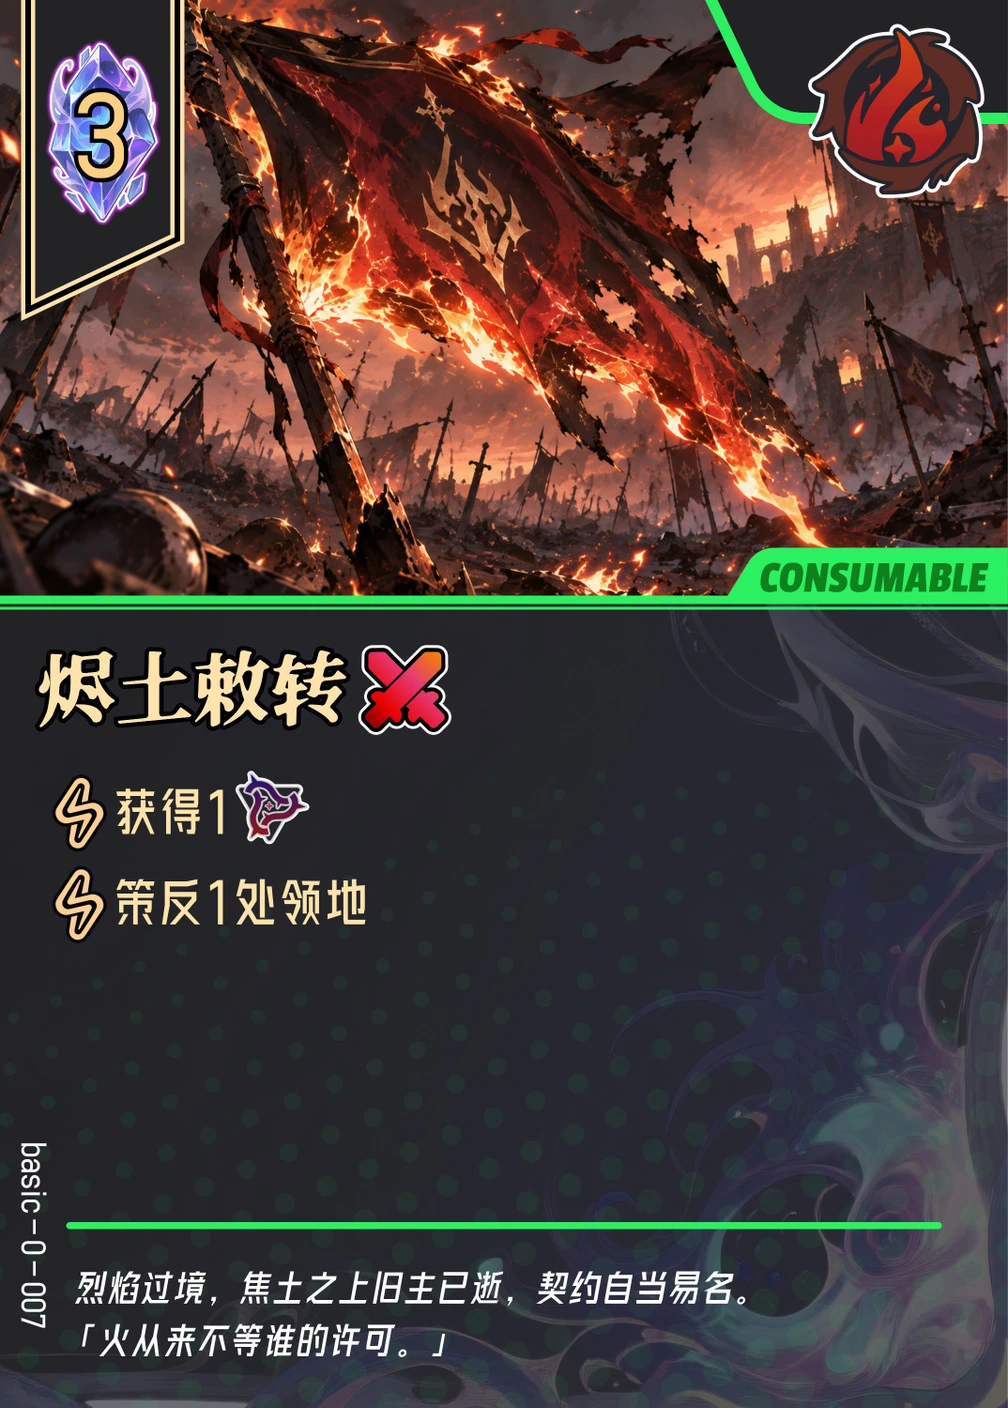 3
CONSUMABLE
烬土敕转
获得1
策反1处领地
basic-0-007
烈焰过境，焦土之上旧主已逝，契约自当易名。
「火从来不等谁的许可。」